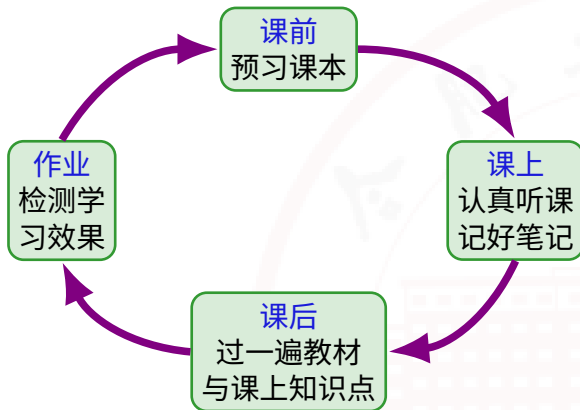 课前
预习课本
课上
认真听课
记好笔记
课后
过一遍教材
与课上知识点
作业
检测学
习效果